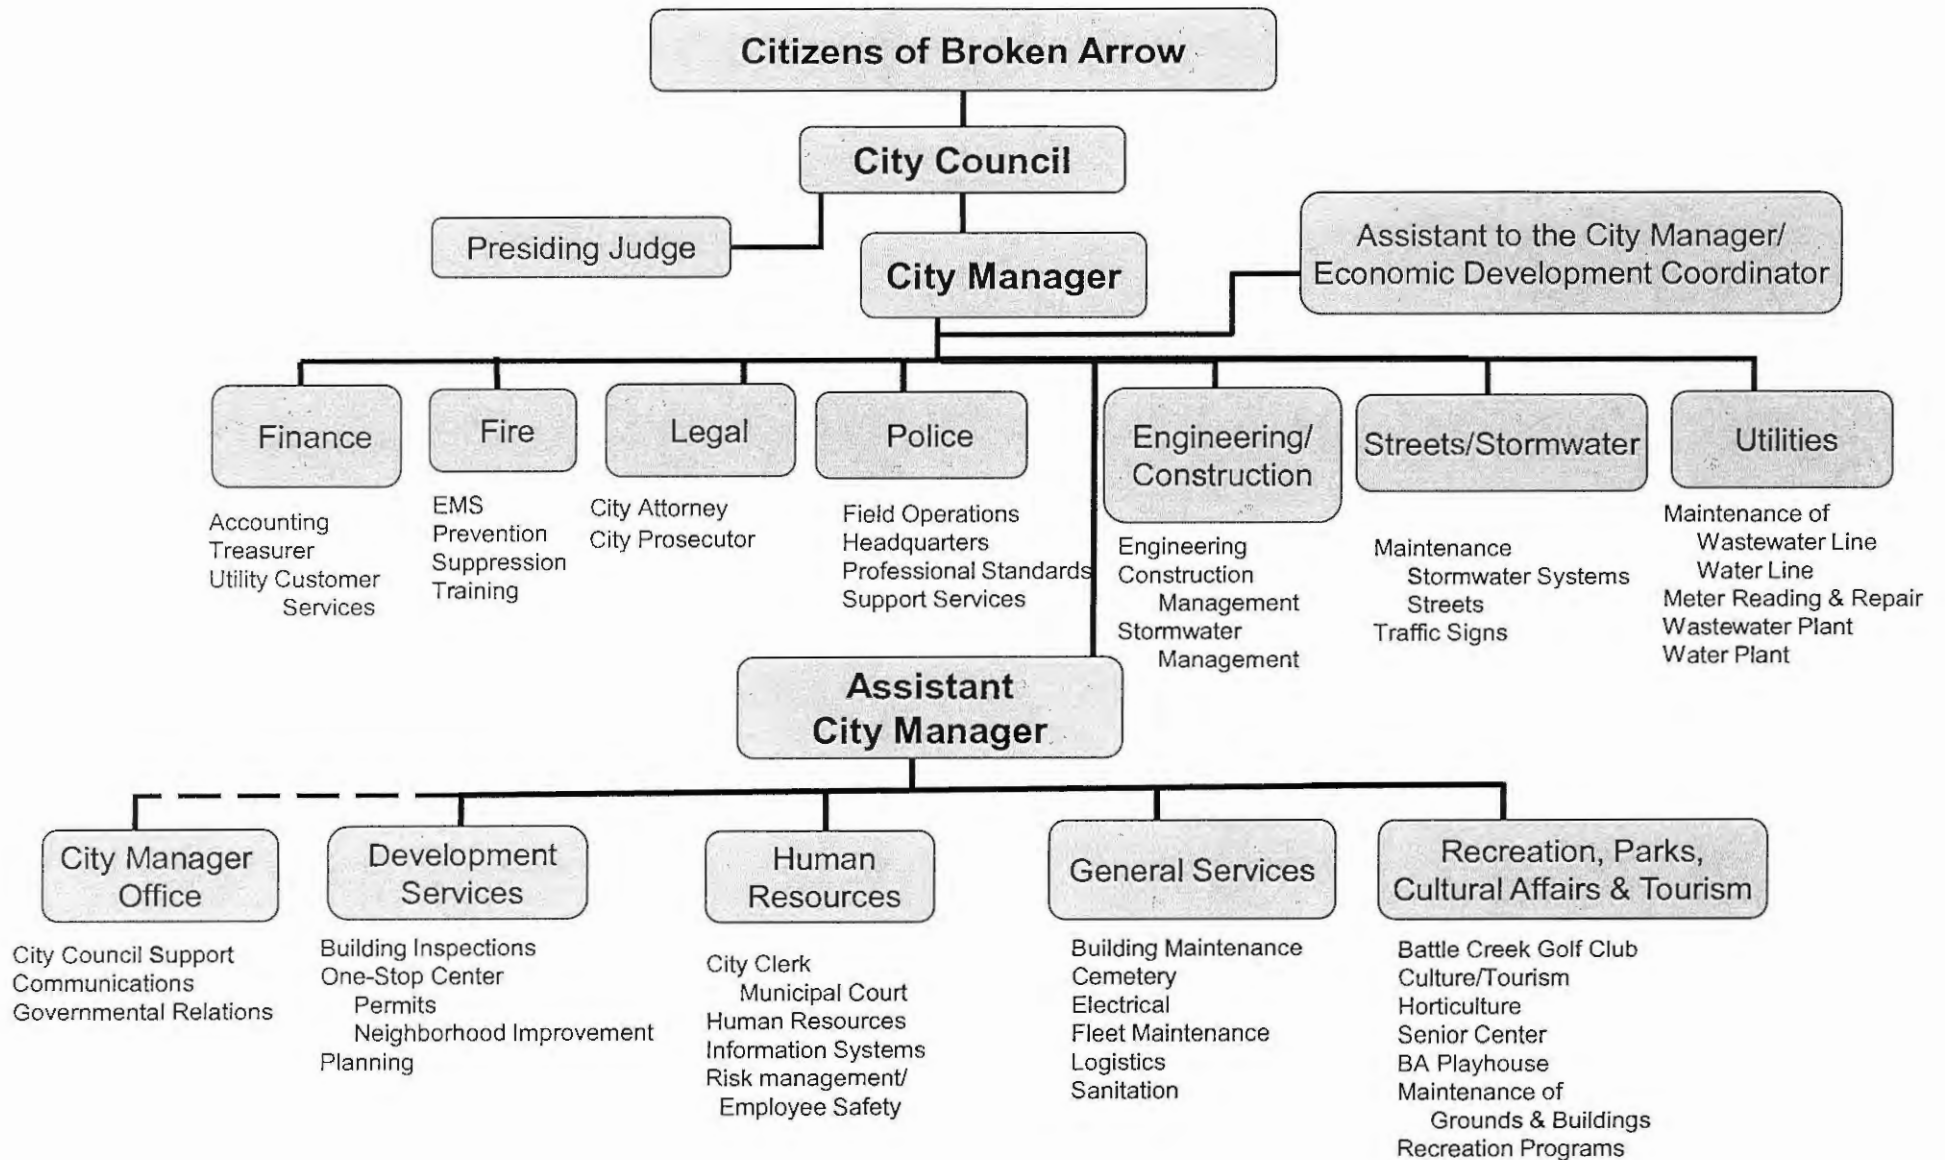 Citizens of Broken Arrow
City Council
Presiding Judge
City Manager
Assistant to the City Manager/
Economic Development Coordinator
Finance
Accounting
Treasurer
Utility Customer
Services
Fire
EMS
Prevention
Suppression
Training
Legal
City Attorney
City Prosecutor
Police
Field Operations
Headquarters
Professional Standards
Support Services
Engineering/
Construction
Engineering
Construction
Management
Stormwater
Management
Streets/Stormwater
Maintenance
Stormwater Systems
Streets
Traffic Signs
Utilities
Maintenance of
Wastewater Line
Water Line
Meter Reading & Repair
Wastewater Plant
Water Plant
Assistant
City Manager
City Manager
Office
City Council Support
Communications
Governmental Relations
Development
Services
Building Inspections
One-Stop Center
Permits
Neighborhood Improvement
Planning
Human
Resources
City Clerk
Municipal Court
Human Resources
Information Systems
Risk management/
Employee Safety
General Services
Building Maintenance
Cemetery
Electrical
Fleet Maintenance
Logistics
Sanitation
Recreation, Parks,
Cultural Affairs & Tourism
Battle Creek Golf Club
Culture/Tourism
Horticulture
Senior Center
BA Playhouse
Maintenance of
Grounds & Buildings
Recreation Programs